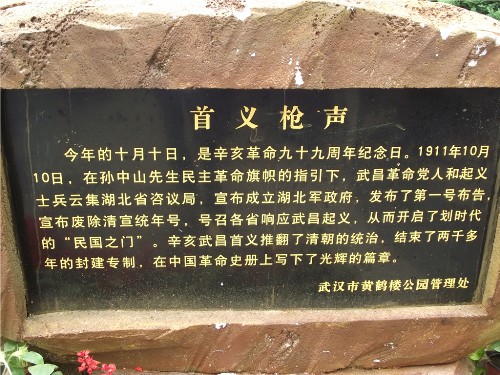 首义枪声
今年的十月十日，是辛亥革命九十九周年纪念日。1911年10月
10日，在孙中山先生民主革命旗帜的指引下，武昌革命党人和起义
士兵云集湖北省咨议局，宣布成立湖北军政府，发布了第一号布告，
宣布废除清宣统年号，号召各省响应武昌起义，从而开启了划时代
的“民国之门”。辛亥武昌首义推翻了清朝的统治，结束了两千多
年的封建专制，在中国革命史册上写下了光辉的篇章。
武汉市黄鹤楼公园管理处